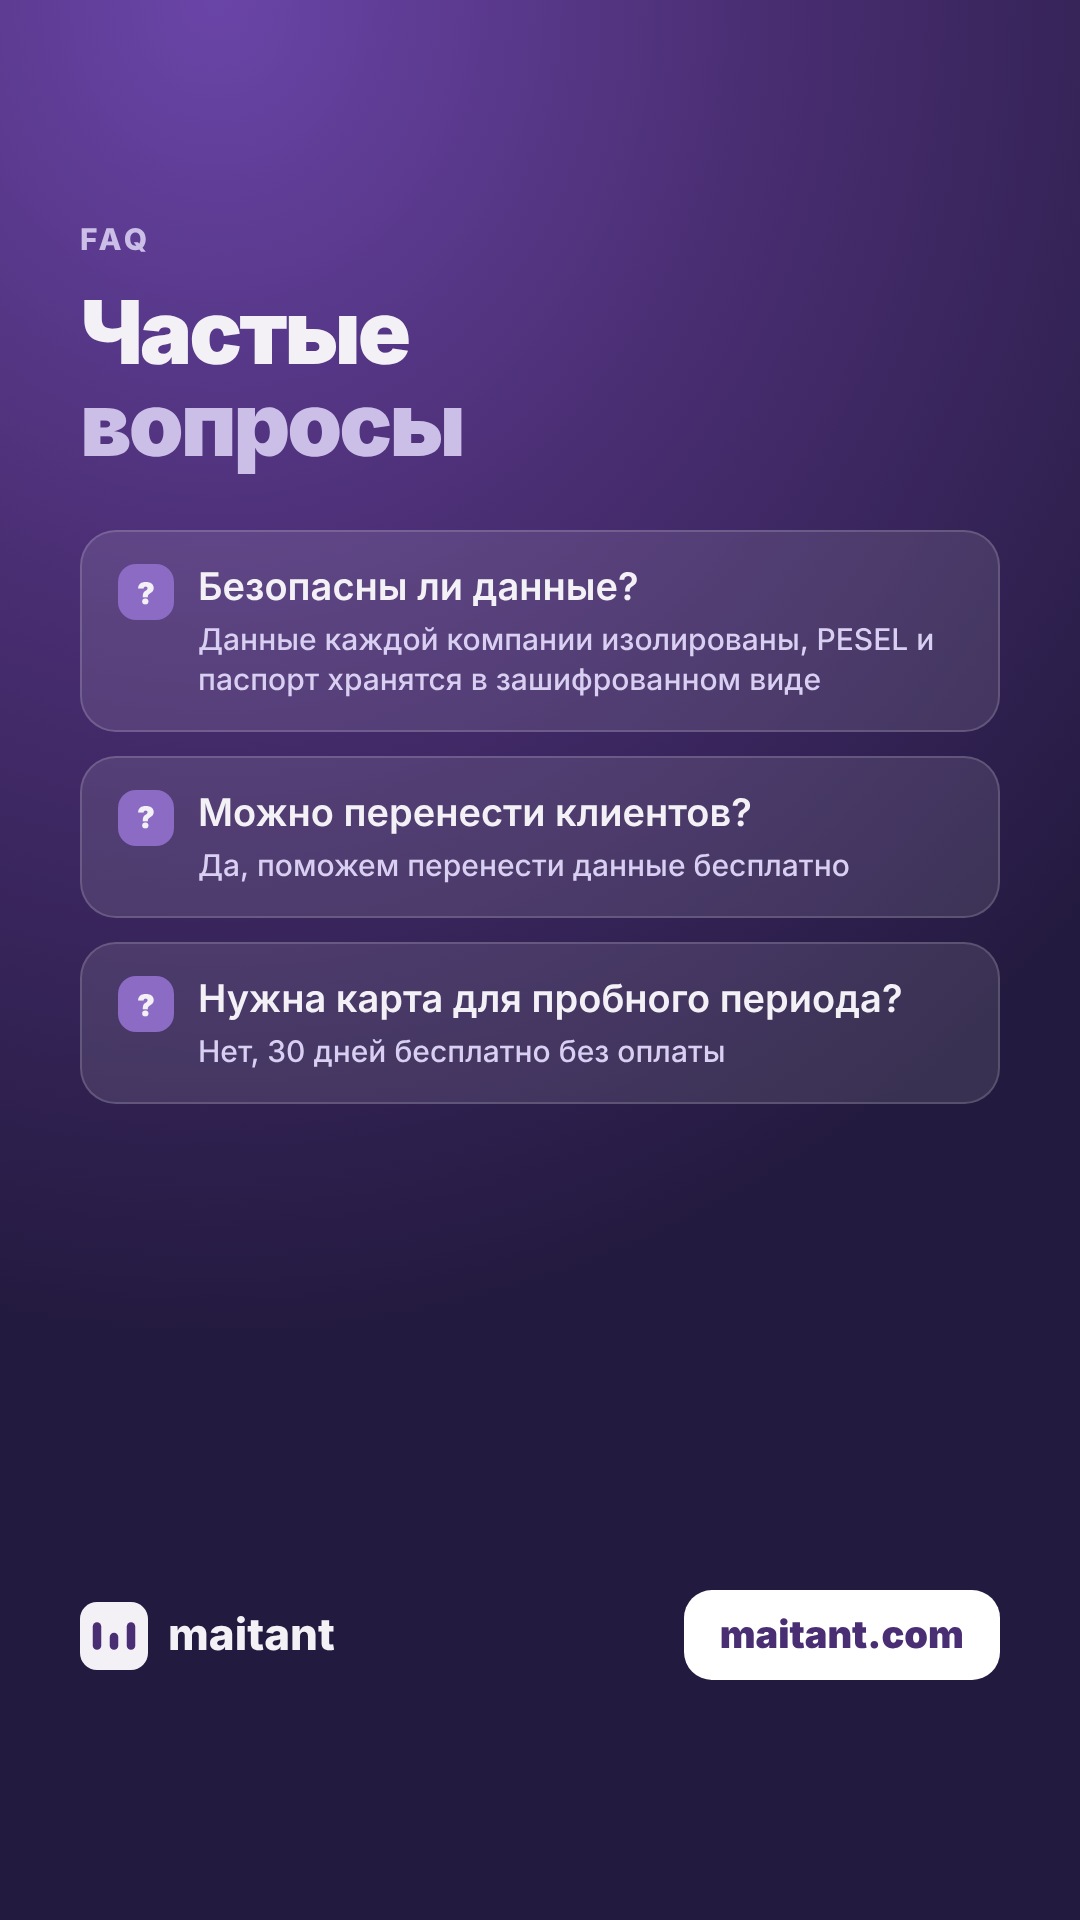 FAQ
Частые
вопросы
? Безопасны ли данные?
Данные каждой компании изолированы, PESEL и
паспорт хранятся в зашифрованном виде
? Можно перенести клиентов?
Да, поможем перенести данные бесплатно
? Нужна карта для пробного периода?
Нет, 30 дней бесплатно без оплаты
maitant
maitant.com